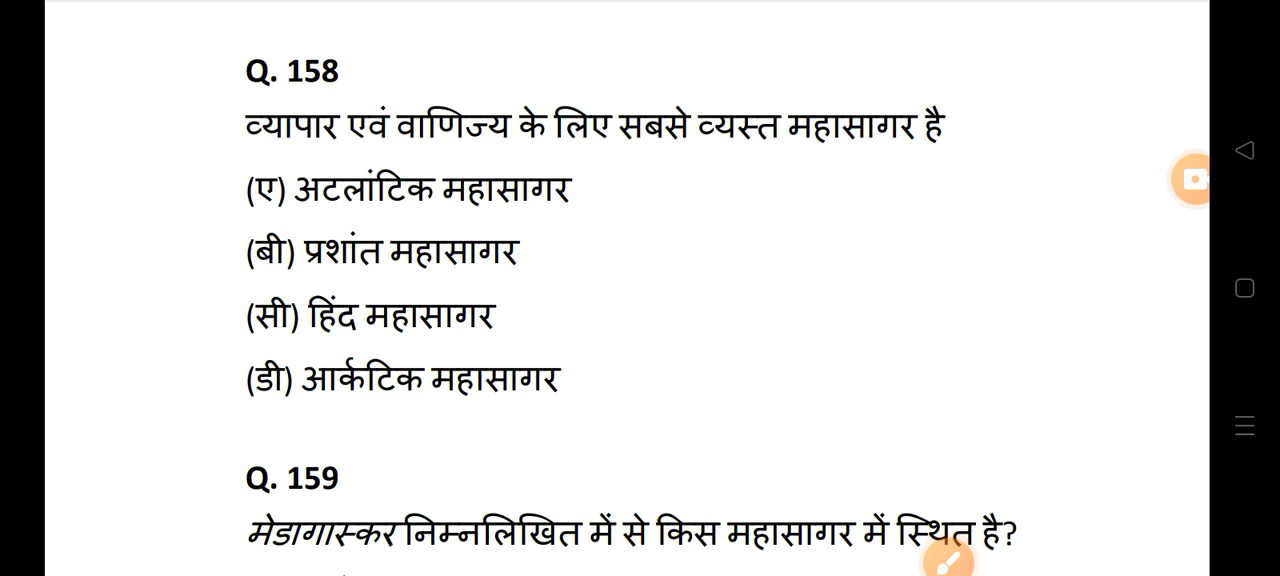 Q. 158
व्यापार एवं वाणिज्य के लिए सबसे व्यस्त महासागर है
(ए) अटलांटिक महासागर
(बी) प्रशांत महासागर
(सी) हिंद महासागर
(डी) आर्कटिक महासागर
Q. 159
मेडागास्कर निम्नलिखित में से किस महासागर में स्थित है?